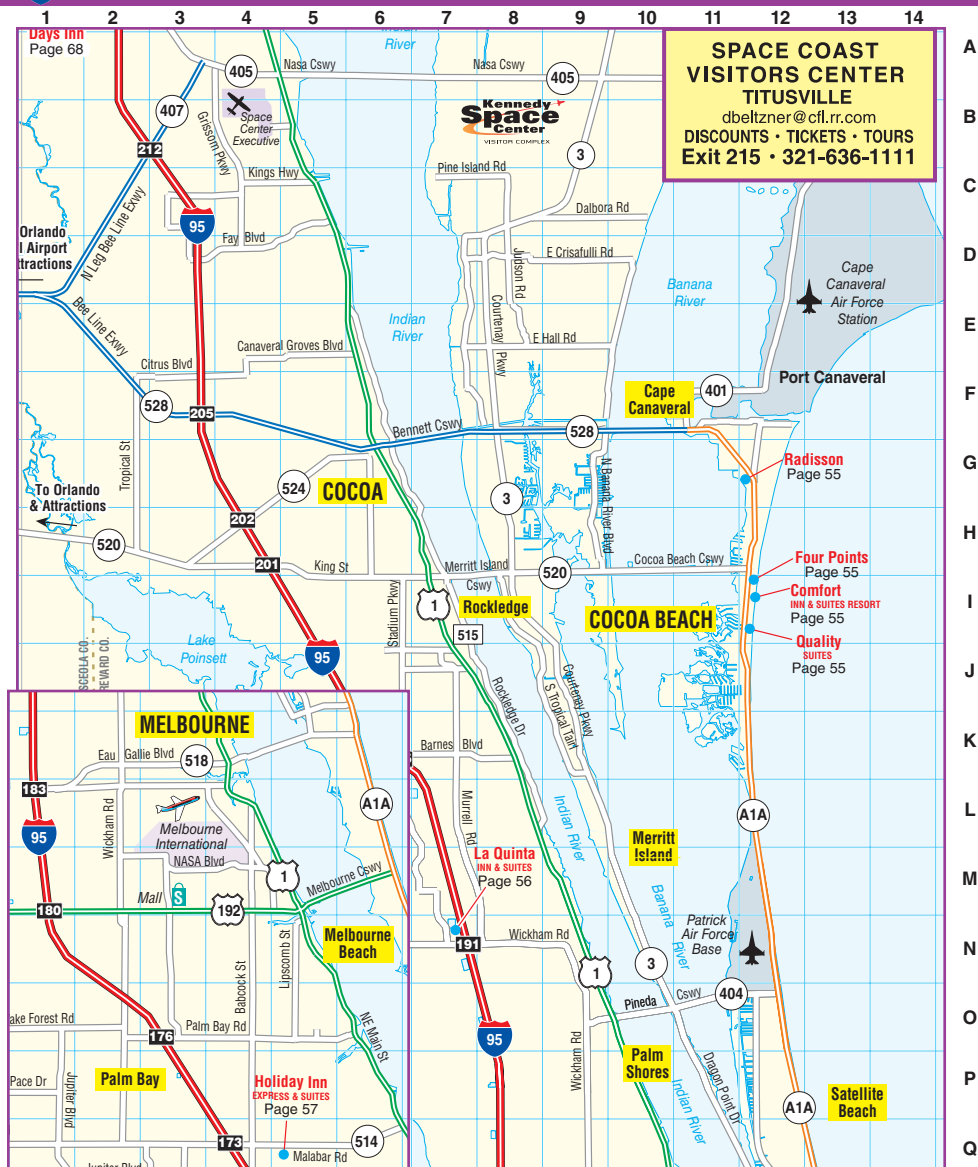 1 2 3 4 5 6 7 8 9 10 11 12 13 14
A
B
C
D
E
F
G
H
I
J
K
L
M
N
O
P
Q
Days Inn
Page 68
SPACE COAST
VISITORS CENTER
TITUSVILLE
dbeltzner@cfl.rr.com
DISCOUNTS • TICKETS • TOURS
Exit 215 • 321-636-1111
Indian
River
405
Nasa Cswy
Nasa Cswy
405
407
Grissom Pkwy
Space
Center
Executive
Kennedy
Space
Center
VISITOR COMPLEX
212
3
Kings Hwy
Pine Island Rd
95
Dalbora Rd
Orlando
l Airport
ttractions
N Leg Bee Line Exwy
Fay Blvd
Judson Rd
E Crisafulli Rd
Banana
River
Cape
Canaveral
Air Force
Station
Bee Line Exwy
Indian
River
Courtenay
Pkwy
E Hall Rd
Canaveral Groves Blvd
Citrus Blvd
Port Canaveral
Cape
Canaveral
401
528
205
Bennett Cswy
528
Tropical St
524
COCOA
3
N Banana River Blvd
Radisson
Page 55
To Orlando
& Attractions
202
520
201
King St
Merritt Island
Cswy
520
Cocoa Beach Cswy
Four Points
Page 55
Comfort
INN & SUITES RESORT
Page 55
Stadium Pkwy
1
Rockledge
515
COCOA BEACH
Quality
SUITES
Page 55
Lake
Poinsett
95
SCEOLA CO.
REVARD CO.
Rockledge Dr
S Tropical Tarl
Courtenay Pkwy
MELBOURNE
Eau Gallie Blvd
518
Barnes Blvd
183
A1A
A1A
95
Wickham Rd
Melbourne
International
NASA Blvd
Murrell Rd
Indian River
Merritt
Island
La Quinta
INN & SUITES
Page 56
Mall
S
1
Melbourne Cswy
180
192
Banana
River
Patrick
Air Force
Base
Melbourne
Beach
Babcock St
Lipscomb St
191
Wickham Rd
1
3
Pineda Cswy
404
ake Forest Rd
Palm Bay Rd
176
NE Main St
95
Wickham Rd
Palm
Shores
Dragon Point Dr
Pace Dr
Jupiter Blvd
Palm Bay
Holiday Inn
EXPRESS & SUITES
Page 57
Indian River
A1A
Satellite
Beach
173
514
Malabar Rd
Jupiter Blvd